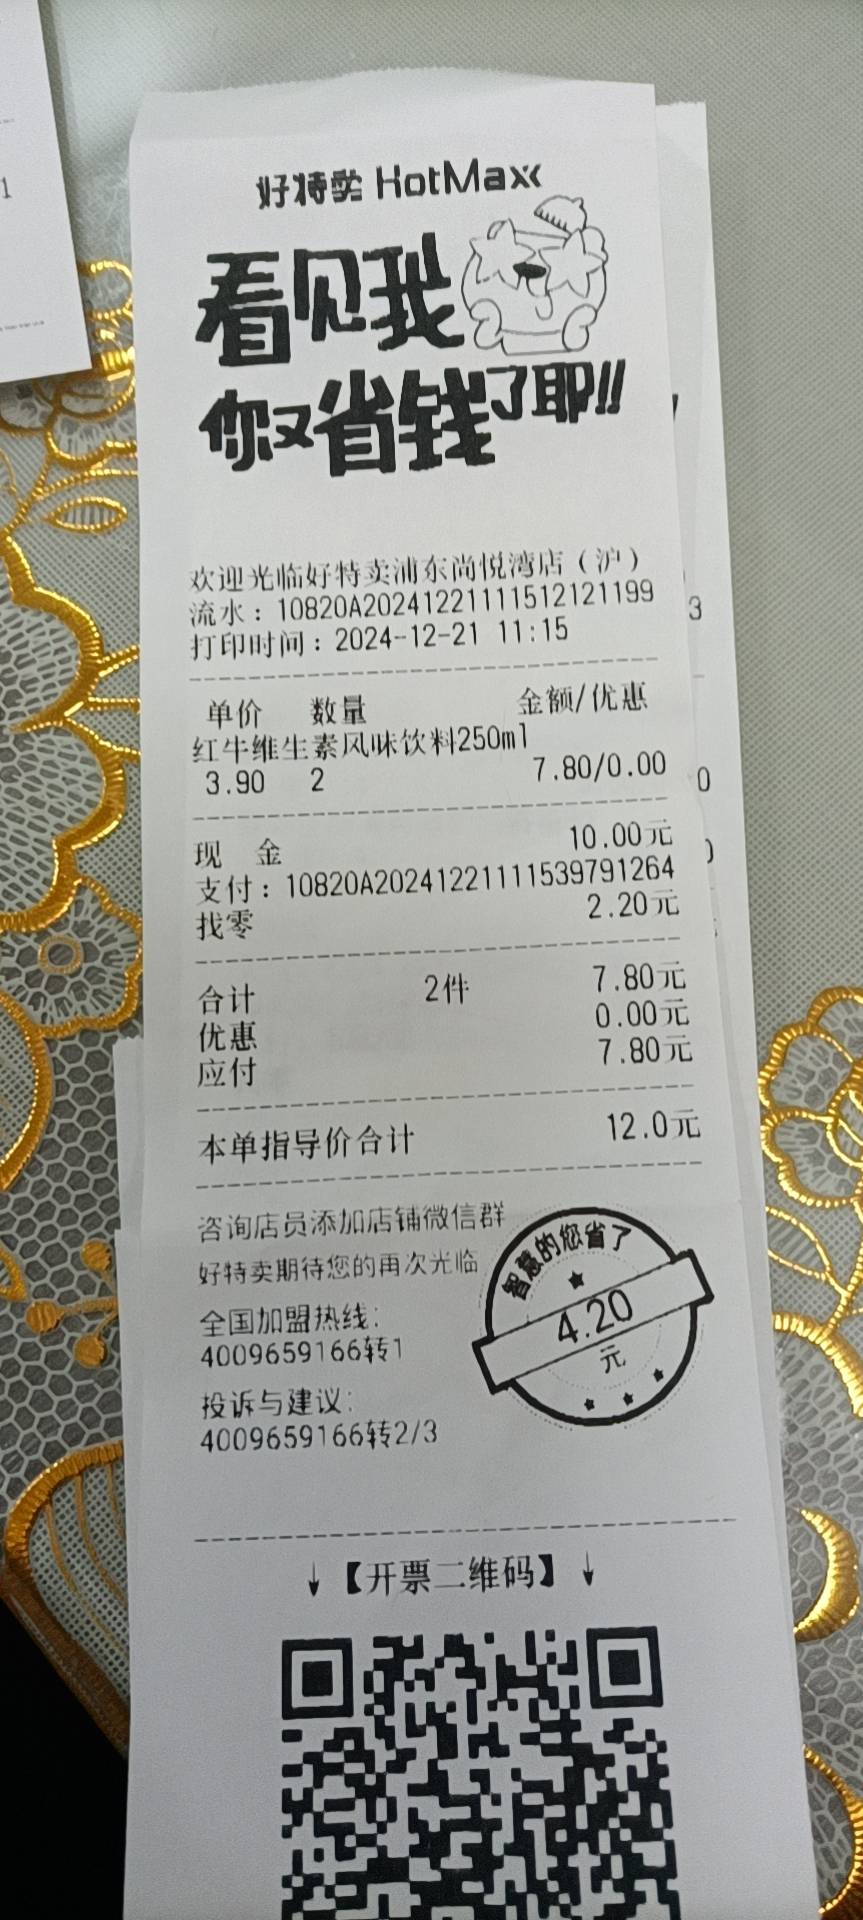 好特卖 HotMaxx
看见我
你又省钱了耶!!
欢迎光临好特卖浦东尚悦湾店（沪）
流水：10820A20241221111512121199
打印时间：2024-12-21 11:15
单价 数量 金额/优惠
红牛维生素风味饮料250ml
3.90 2 7.80/0.00
现 金 10.00元
支付：10820A20241221111539791264
找零 2.20元
合计 2件 7.80元
优惠 0.00元
应付 7.80元
本单指导价合计 12.0元
咨询店员添加店铺微信群
好特卖期待您的再次光临
全国加盟热线：
4009659166转1
投诉与建议：
4009659166转2/3
智慧的您省了
4.20
元
↓【开票二维码】↓